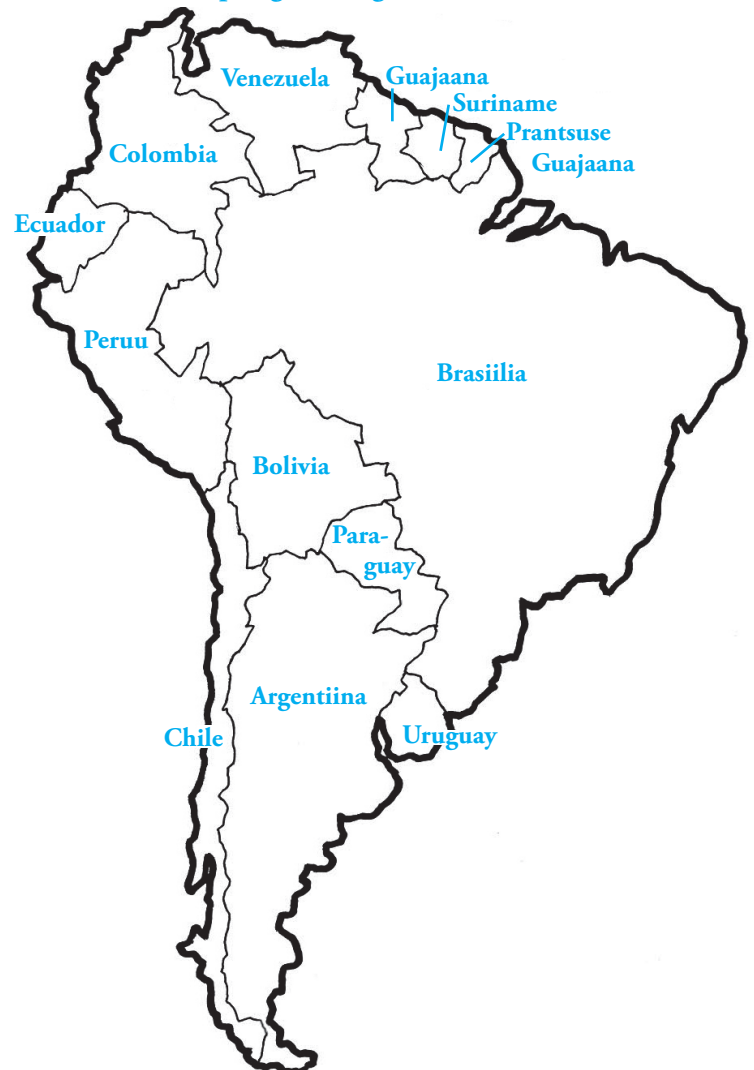 Venezuela
Guajaana
Suriname
Prantsuse
Guajaana
Colombia
Ecuador
Peruu
Brasiilia
Bolivia
Para-
guay
Argentiina
Chile
Uruguay